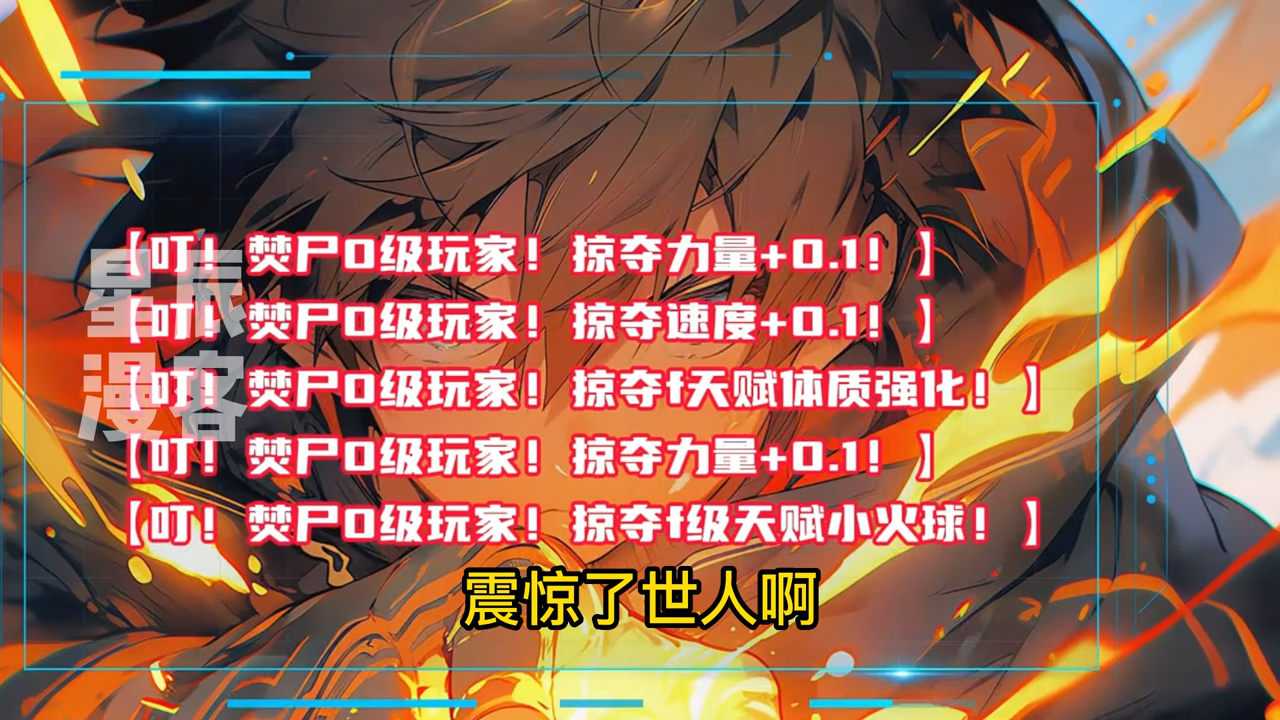 【叮！焚尸0级玩家！掠夺力量+0.1！】
【叮！焚尸0级玩家！掠夺速度+0.1！】
【叮！焚尸0级玩家！掠夺f天赋体质强化！】
【叮！焚尸0级玩家！掠夺力量+0.1！】
【叮！焚尸0级玩家！掠夺f级天赋小火球！】
星辰
漫客
震惊了世人啊